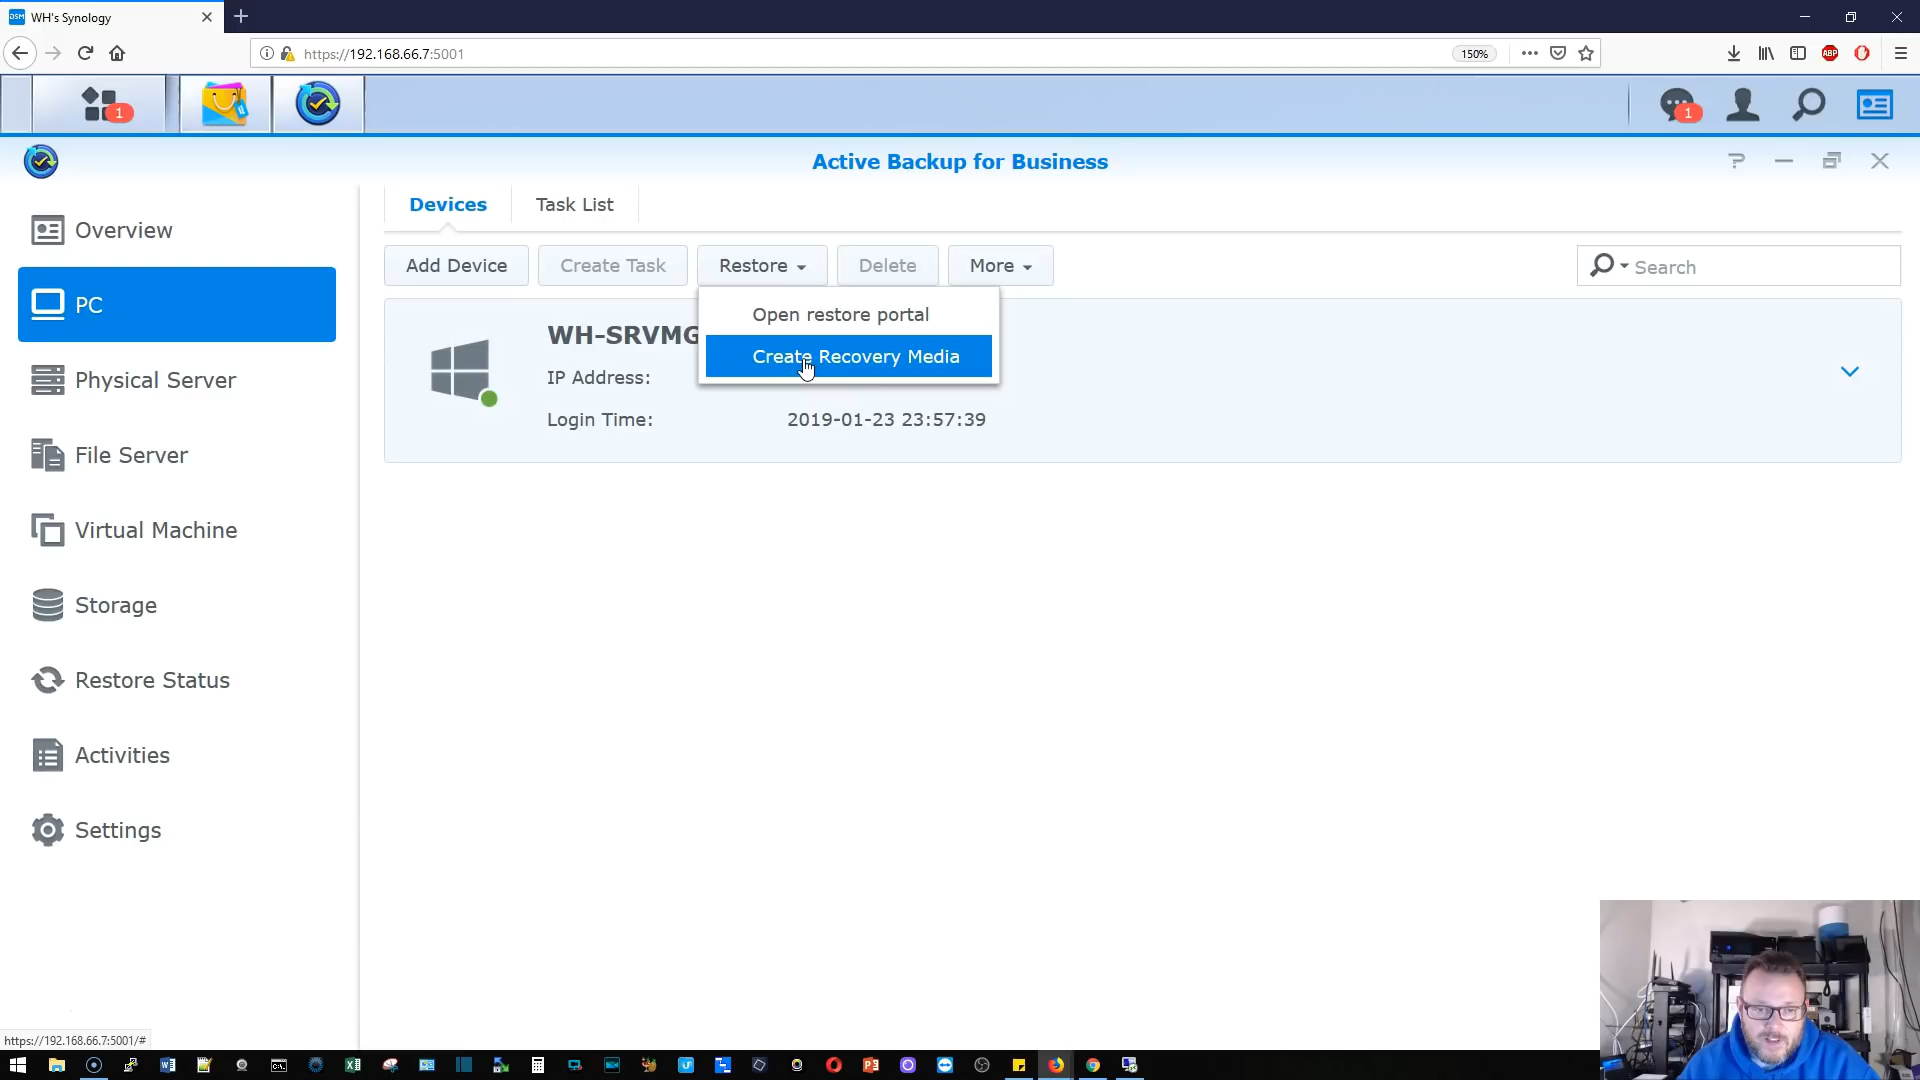 WH's Synology
https://192.168.66.7:5001
150%
ABP
1
1
Active Backup for Business
Overview
PC
Physical Server
File Server
Virtual Machine
Storage
Restore Status
Activities
Settings
Devices
Task List
Add Device
Create Task
Restore
Delete
More
Search
Open restore portal
Create Recovery Media
WH-SRVMG
IP Address:
Login Time:
2019-01-23 23:57:39
https://192.168.66.7:5001/#